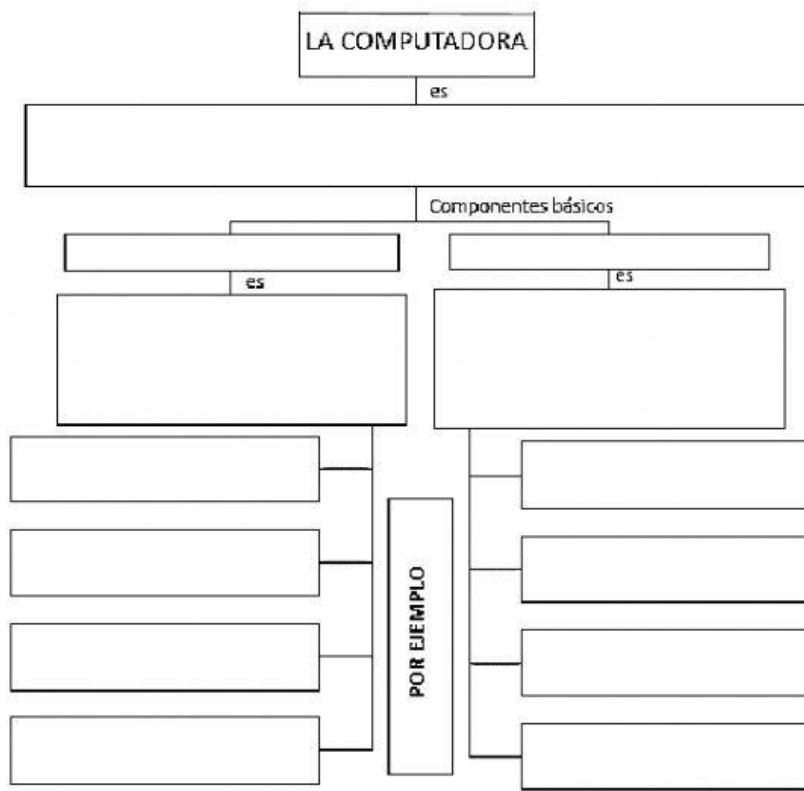 LA COMPUTADORA
es
Componentes básicos
es
es
POR EJEMPLO